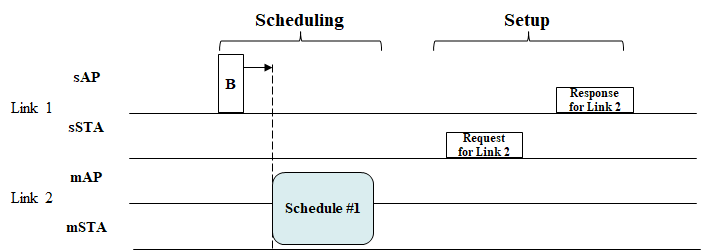 Scheduling
Setup
sAP
B
Response
for Link 2
Link 1
sSTA
Request
for Link 2
mAP
Link 2
Schedule #1
mSTA